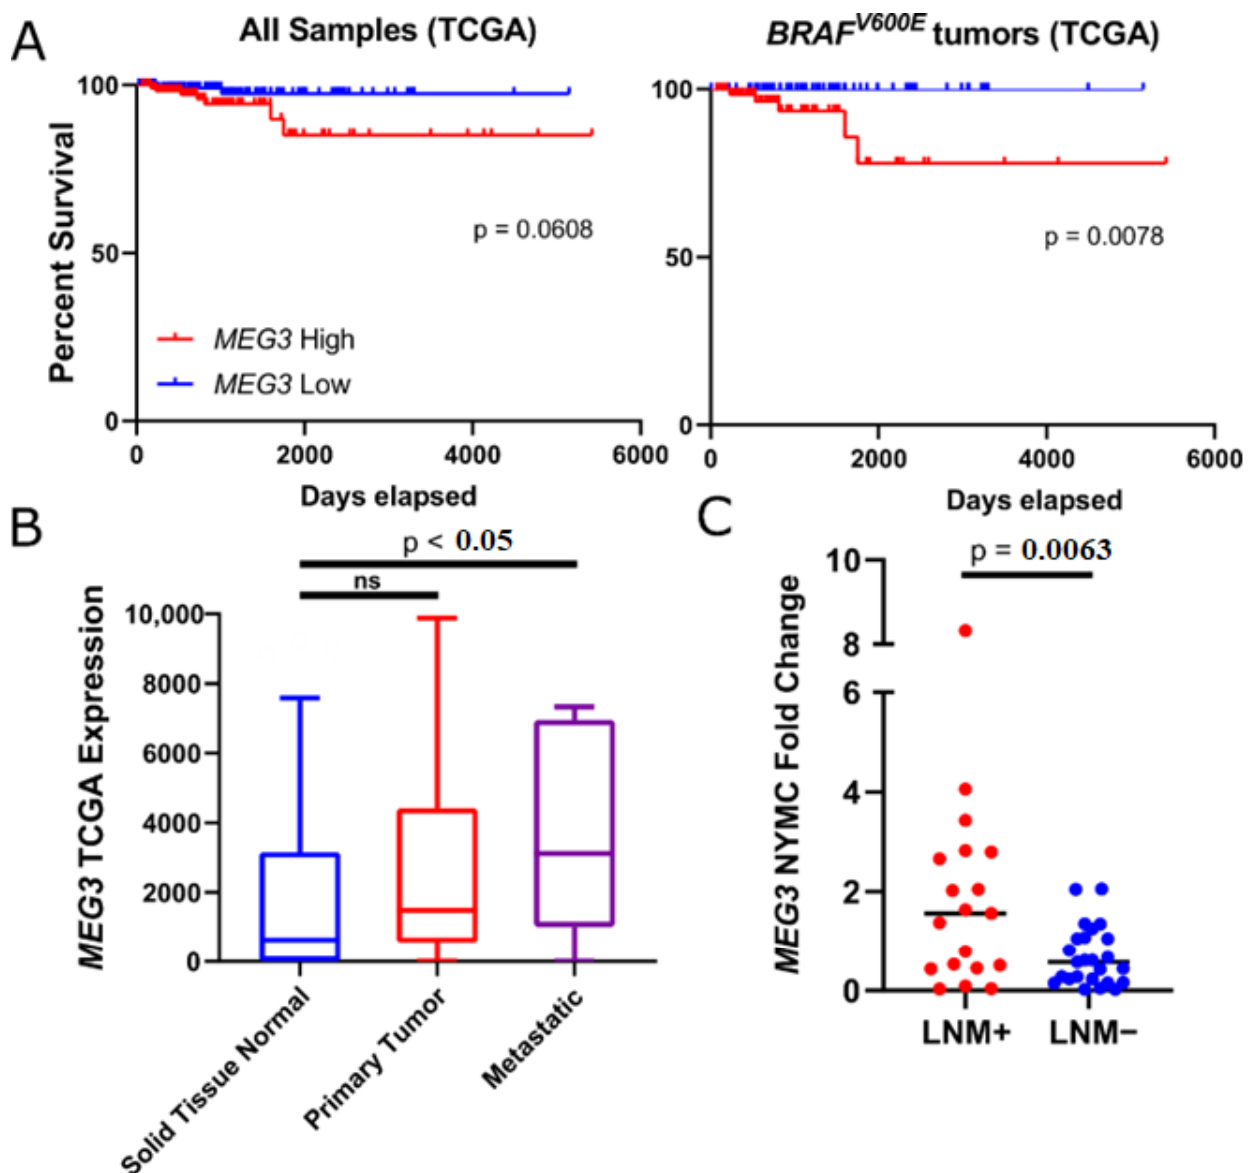 A
All Samples (TCGA)
BRAFV600E tumors (TCGA)
Percent Survival
100
50
0
p = 0.0608
MEG3 High
MEG3 Low
0 2000 4000 6000
Days elapsed
100
50
0
p = 0.0078
0 2000 4000 6000
Days elapsed
B
p < 0.05
ns
MEG3 TCGA Expression
10,000
8000
6000
4000
2000
0
Solid Tissue Normal
Primary Tumor
Metastatic
C
p = 0.0063
MEG3 NYMC Fold Change
10
8
6
4
2
0
LNM+ LNM−